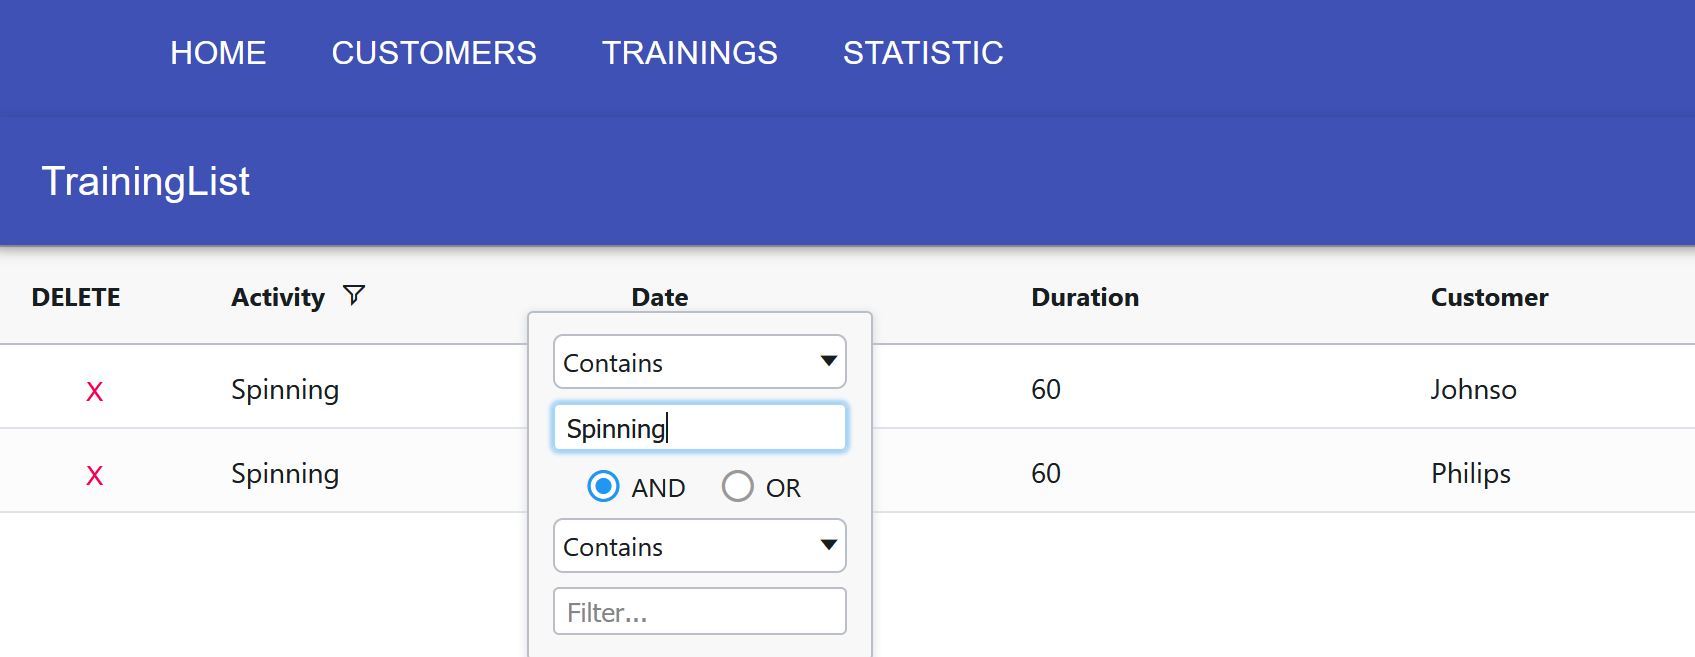 HOME CUSTOMERS TRAININGS STATISTIC
TrainingList
DELETE Activity Date Duration Customer
Contains
X Spinning 60 Johnso
Spinning
X Spinning 60 Philips
AND OR
Contains
Filter...